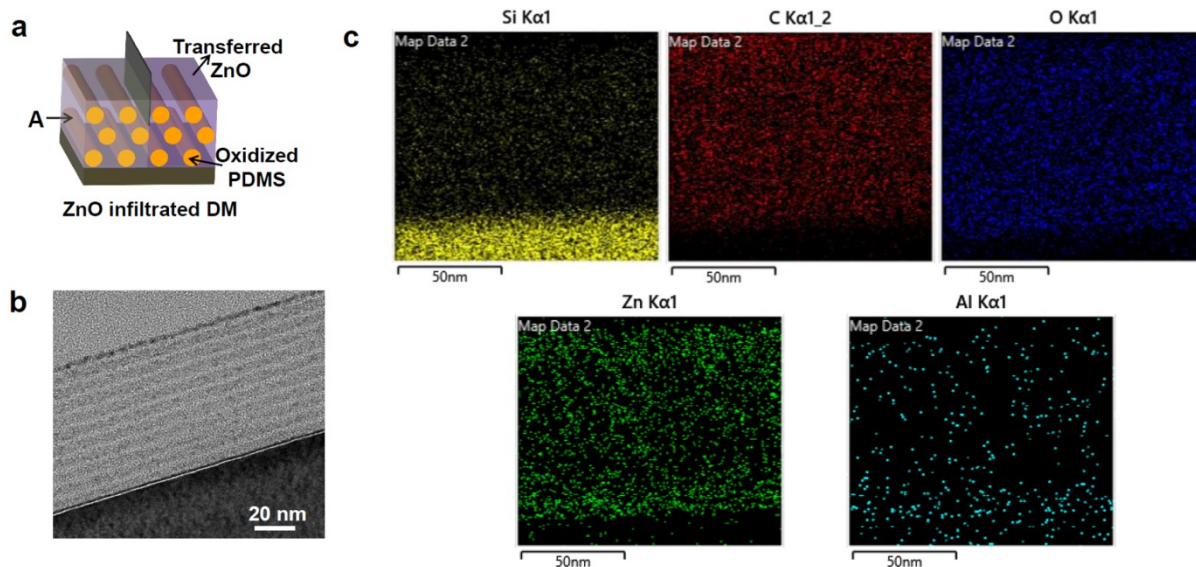 a
Transferred
ZnO
A
Oxidized
PDMS
ZnO infiltrated DM
b
20 nm
c
Si Kα1
Map Data 2
50nm
C Kα1_2
Map Data 2
50nm
O Kα1
Map Data 2
50nm
Zn Kα1
Map Data 2
50nm
Al Kα1
Map Data 2
50nm